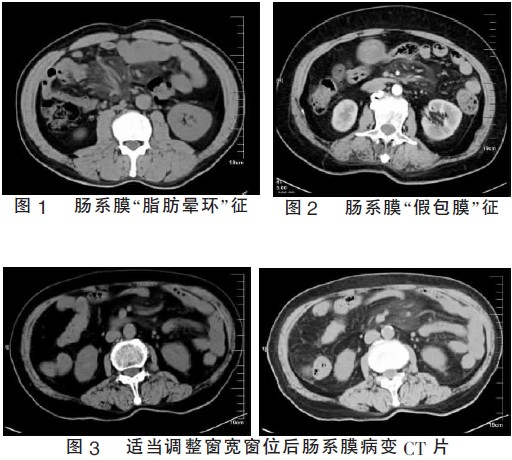 图 1 肠系膜“脂肪晕环”征
图 2 肠系膜“假包膜”征
图 3 适当调整窗宽窗位后肠系膜病变 CT 片